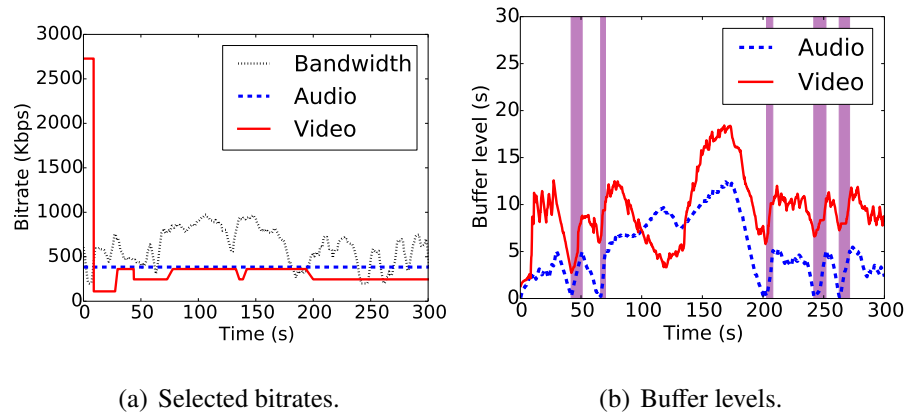 3000
2500
2000
1500
1000
500
0
Bitrate (Kbps)
Bandwidth
Audio
Video
0 50 100 150 200 250 300
Time (s)
30
25
20
15
10
5
0
Buffer level (s)
Audio
Video
0 50 100 150 200 250 300
Time (s)
(a) Selected bitrates.
(b) Buffer levels.